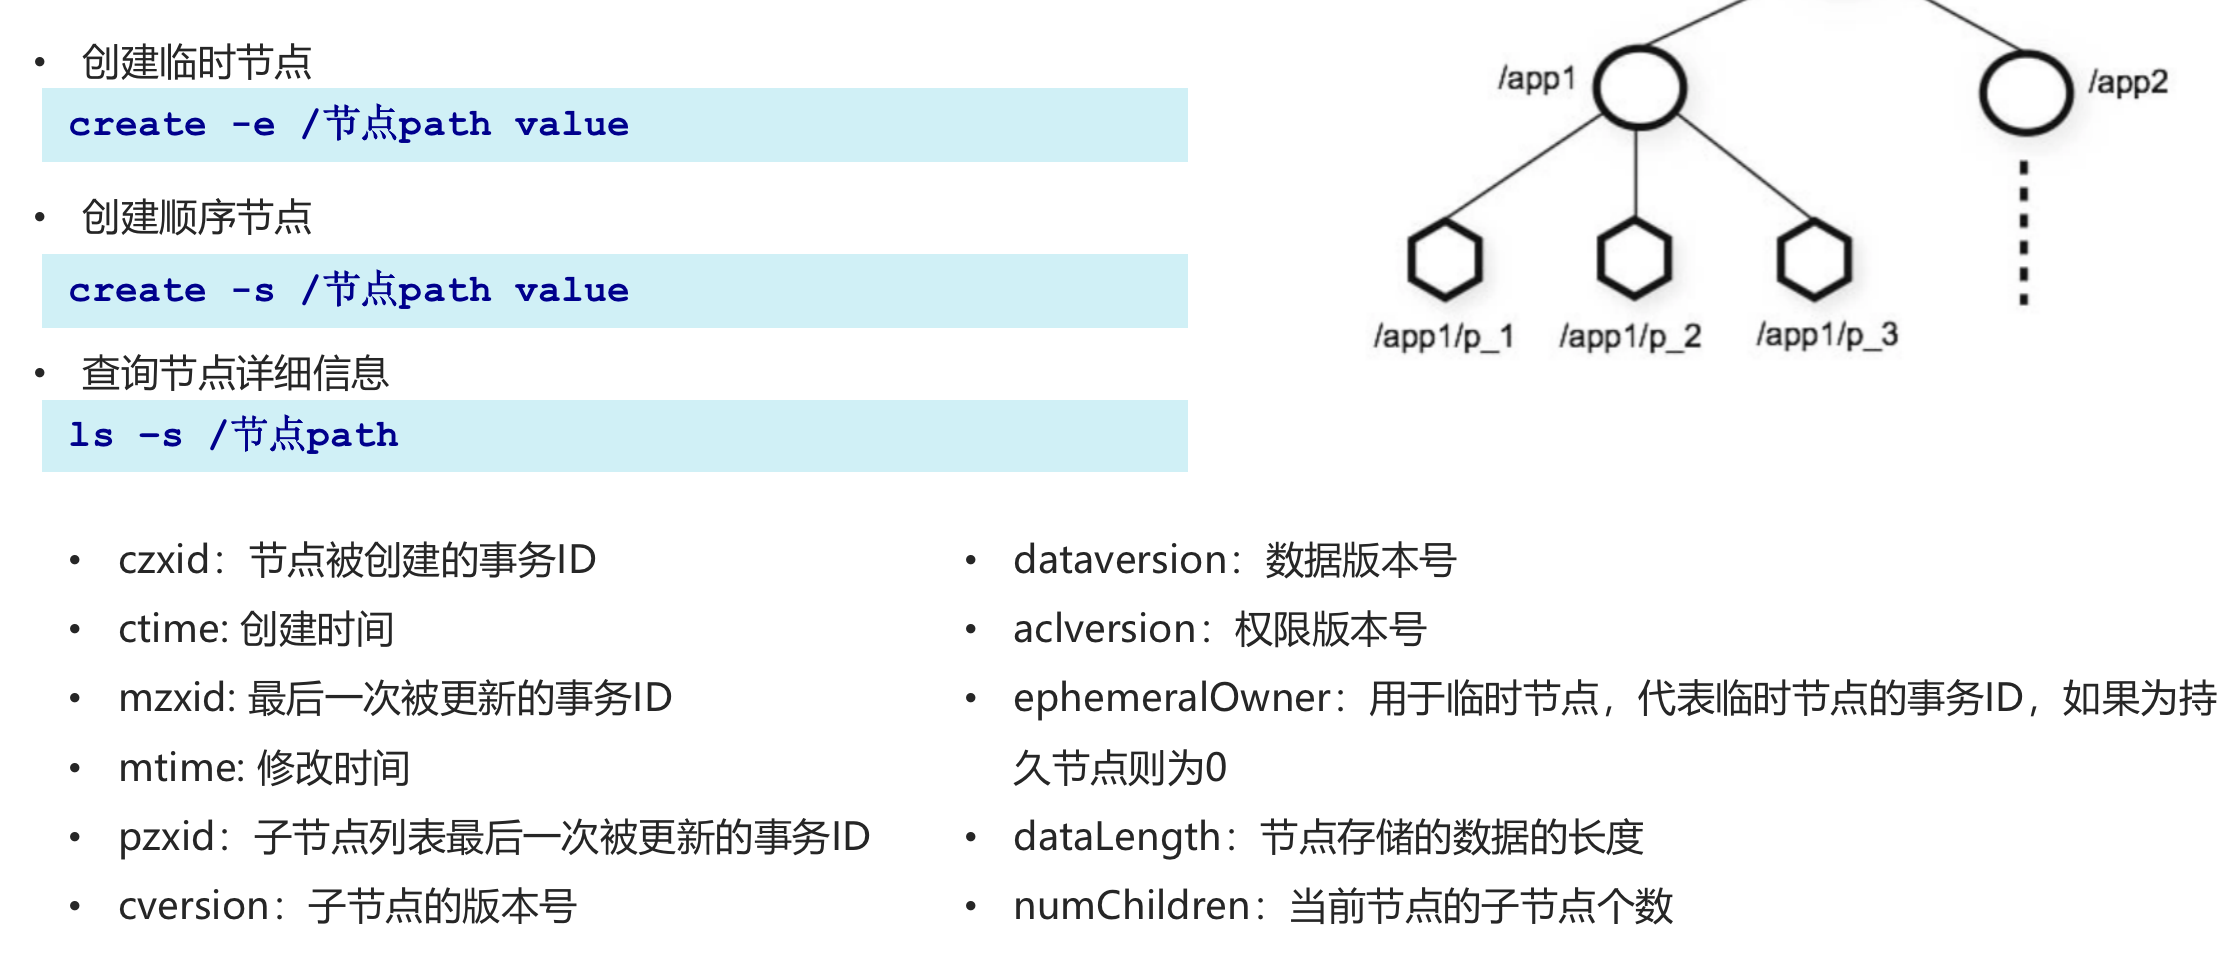 • 创建临时节点
create -e /节点path value
• 创建顺序节点
create -s /节点path value
• 查询节点详细信息
ls –s /节点path
/app1
/app2
/app1/p_1
/app1/p_2
/app1/p_3
• czxid：节点被创建的事务ID
• ctime: 创建时间
• mzxid: 最后一次被更新的事务ID
• mtime: 修改时间
• pzxid：子节点列表最后一次被更新的事务ID
• cversion：子节点的版本号
• dataversion：数据版本号
• aclversion：权限版本号
• ephemeralOwner：用于临时节点，代表临时节点的事务ID，如果为持
久节点则为0
• dataLength：节点存储的数据的长度
• numChildren：当前节点的子节点个数